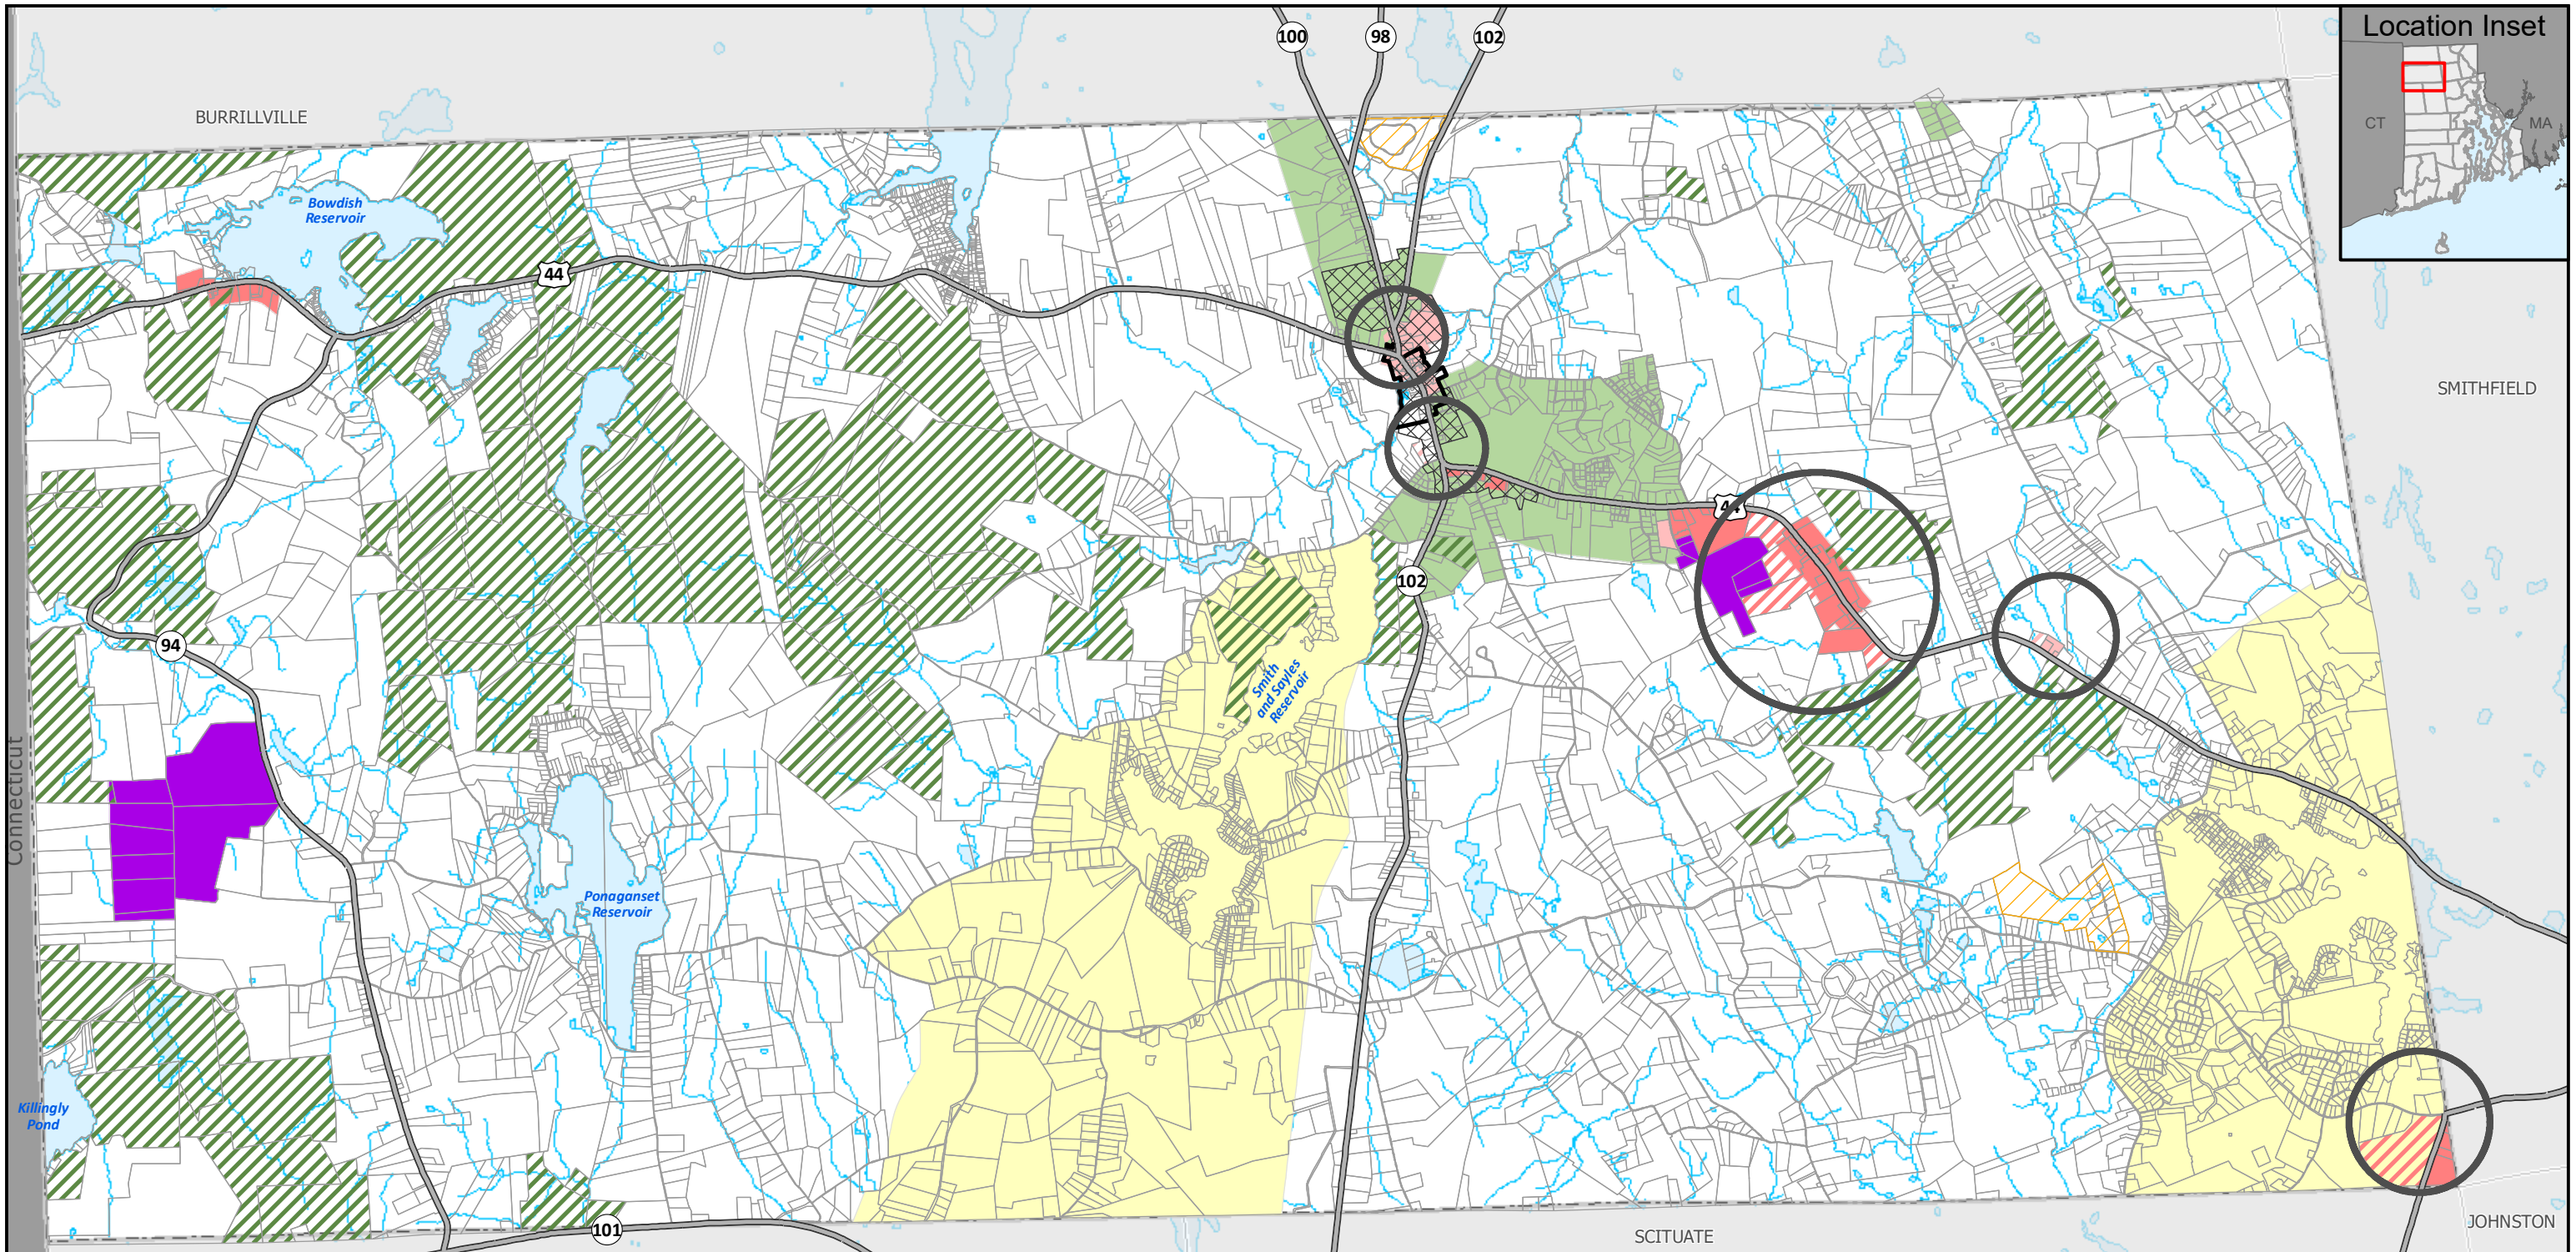 100
98
102
Location Inset
CT
MA
BURRILLVILLE
Bowdish
Reservoir
44
SMITHFIELD
44
102
94
Smith
and Sayles
Reservoir
Connecticut
Ponaganset
Reservoir
Killingly
Pond
101
SCITUATE
JOHNSTON